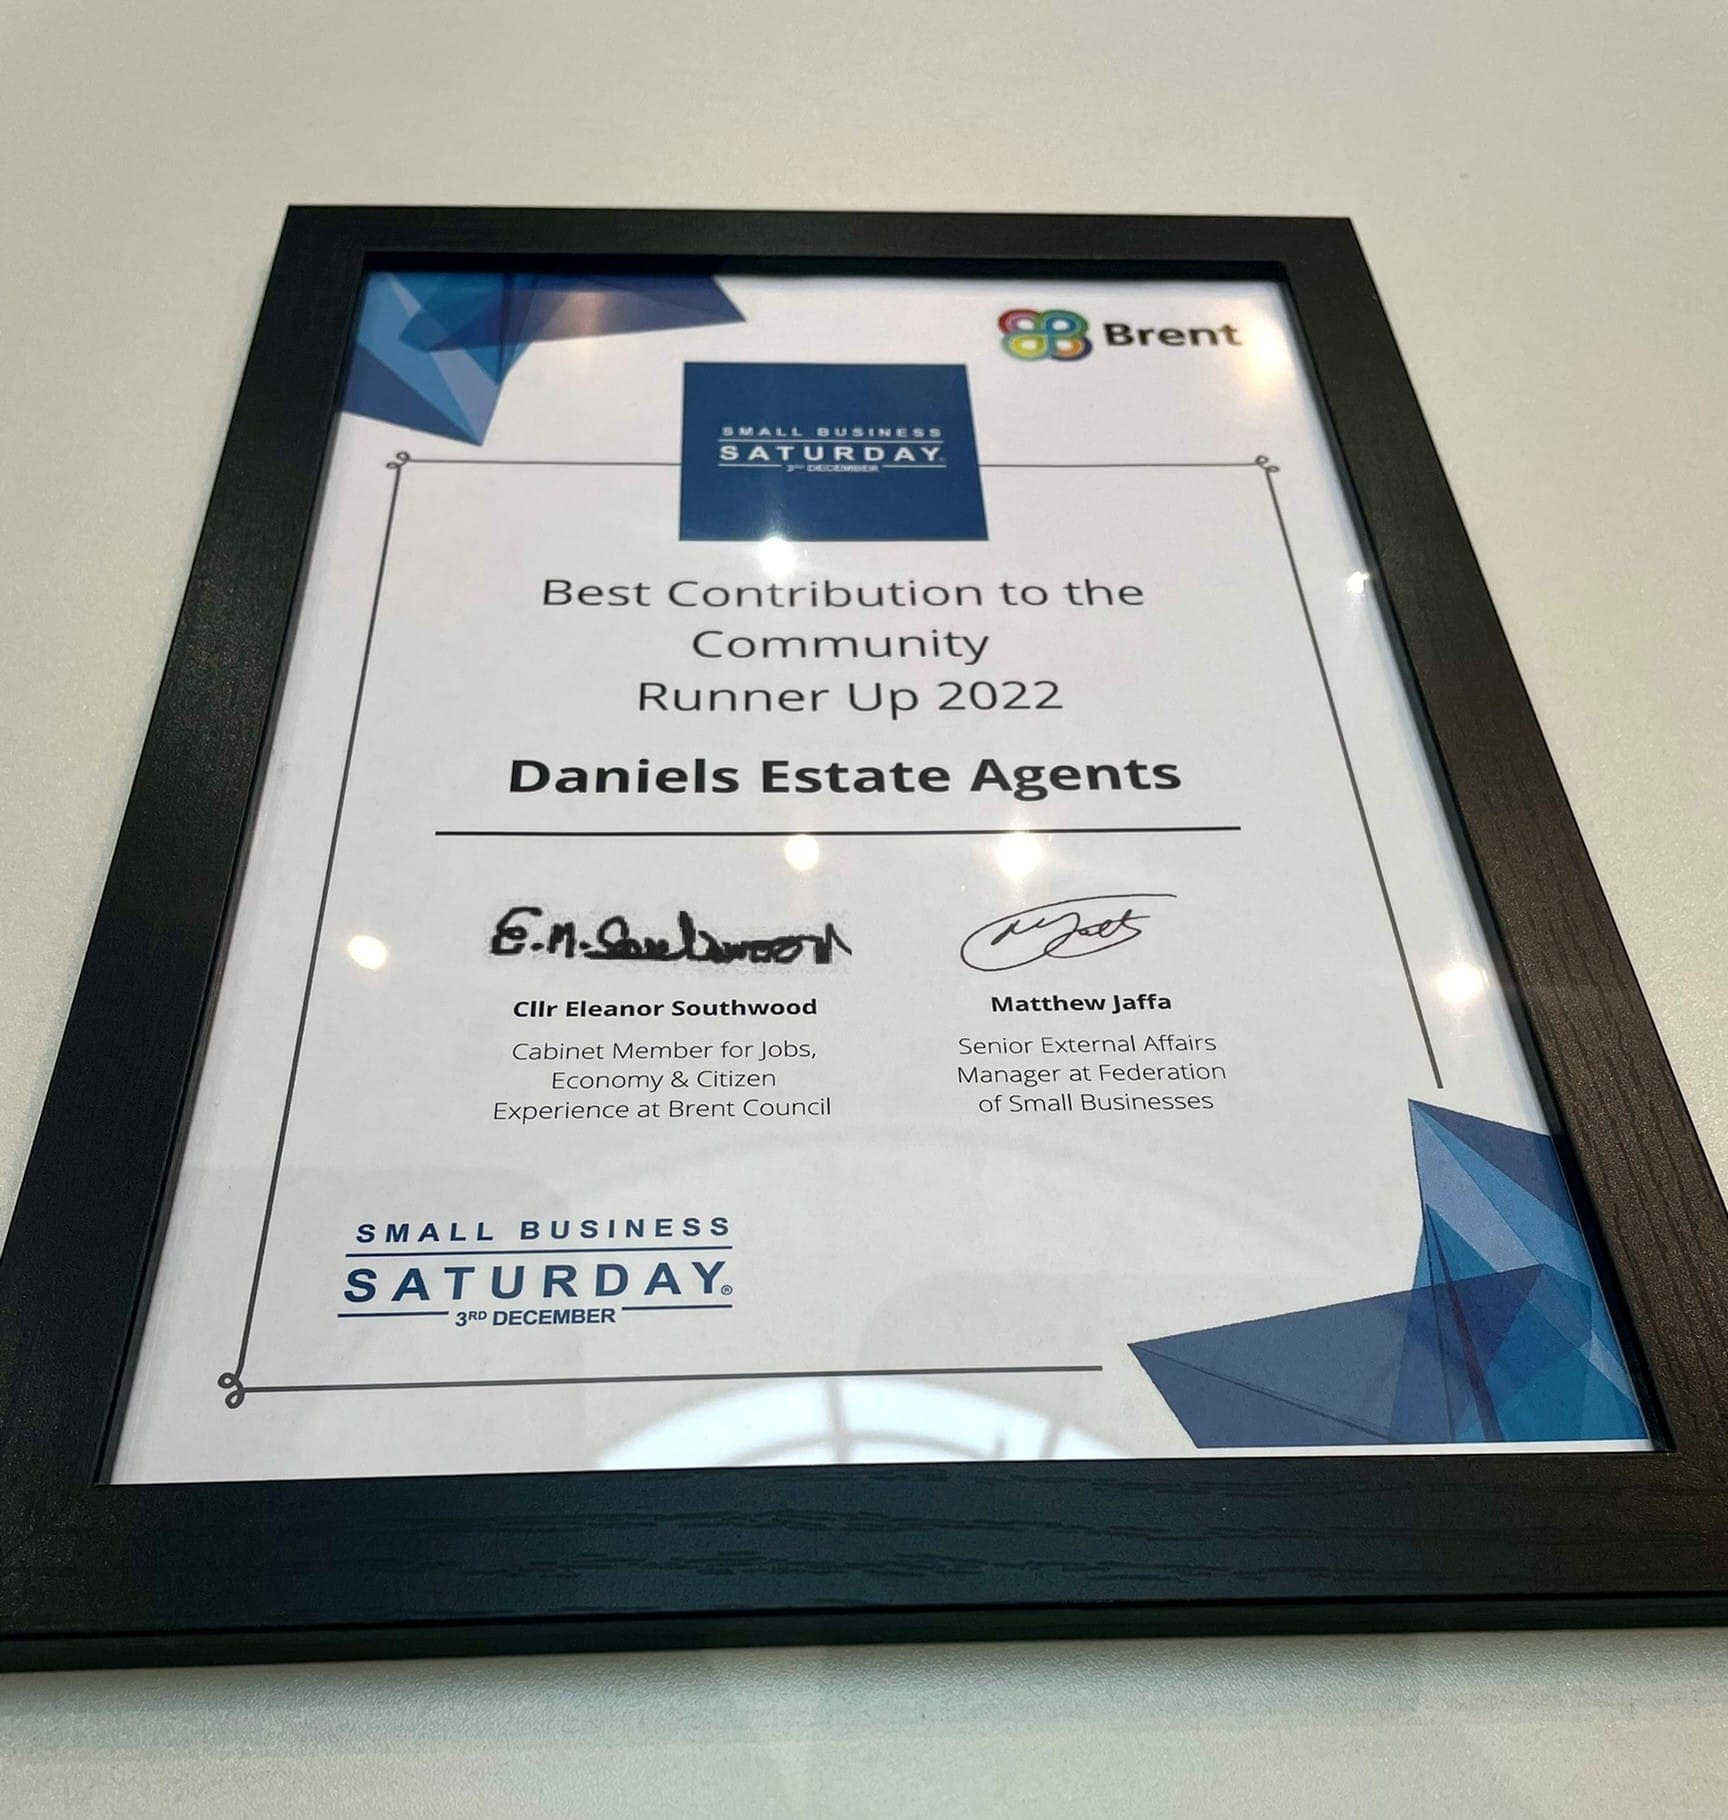 Brent
SMALL BUSINESS
SATURDAY
3RD DECEMBER
Best Contribution to the
Community
Runner Up 2022
Daniels Estate Agents
E.M. Southwood
Cllr Eleanor Southwood
Cabinet Member for Jobs,
Economy & Citizen
Experience at Brent Council
Matthew Jaffa
Senior External Affairs
Manager at Federation
of Small Businesses
SMALL BUSINESS
SATURDAY®
3RD DECEMBER